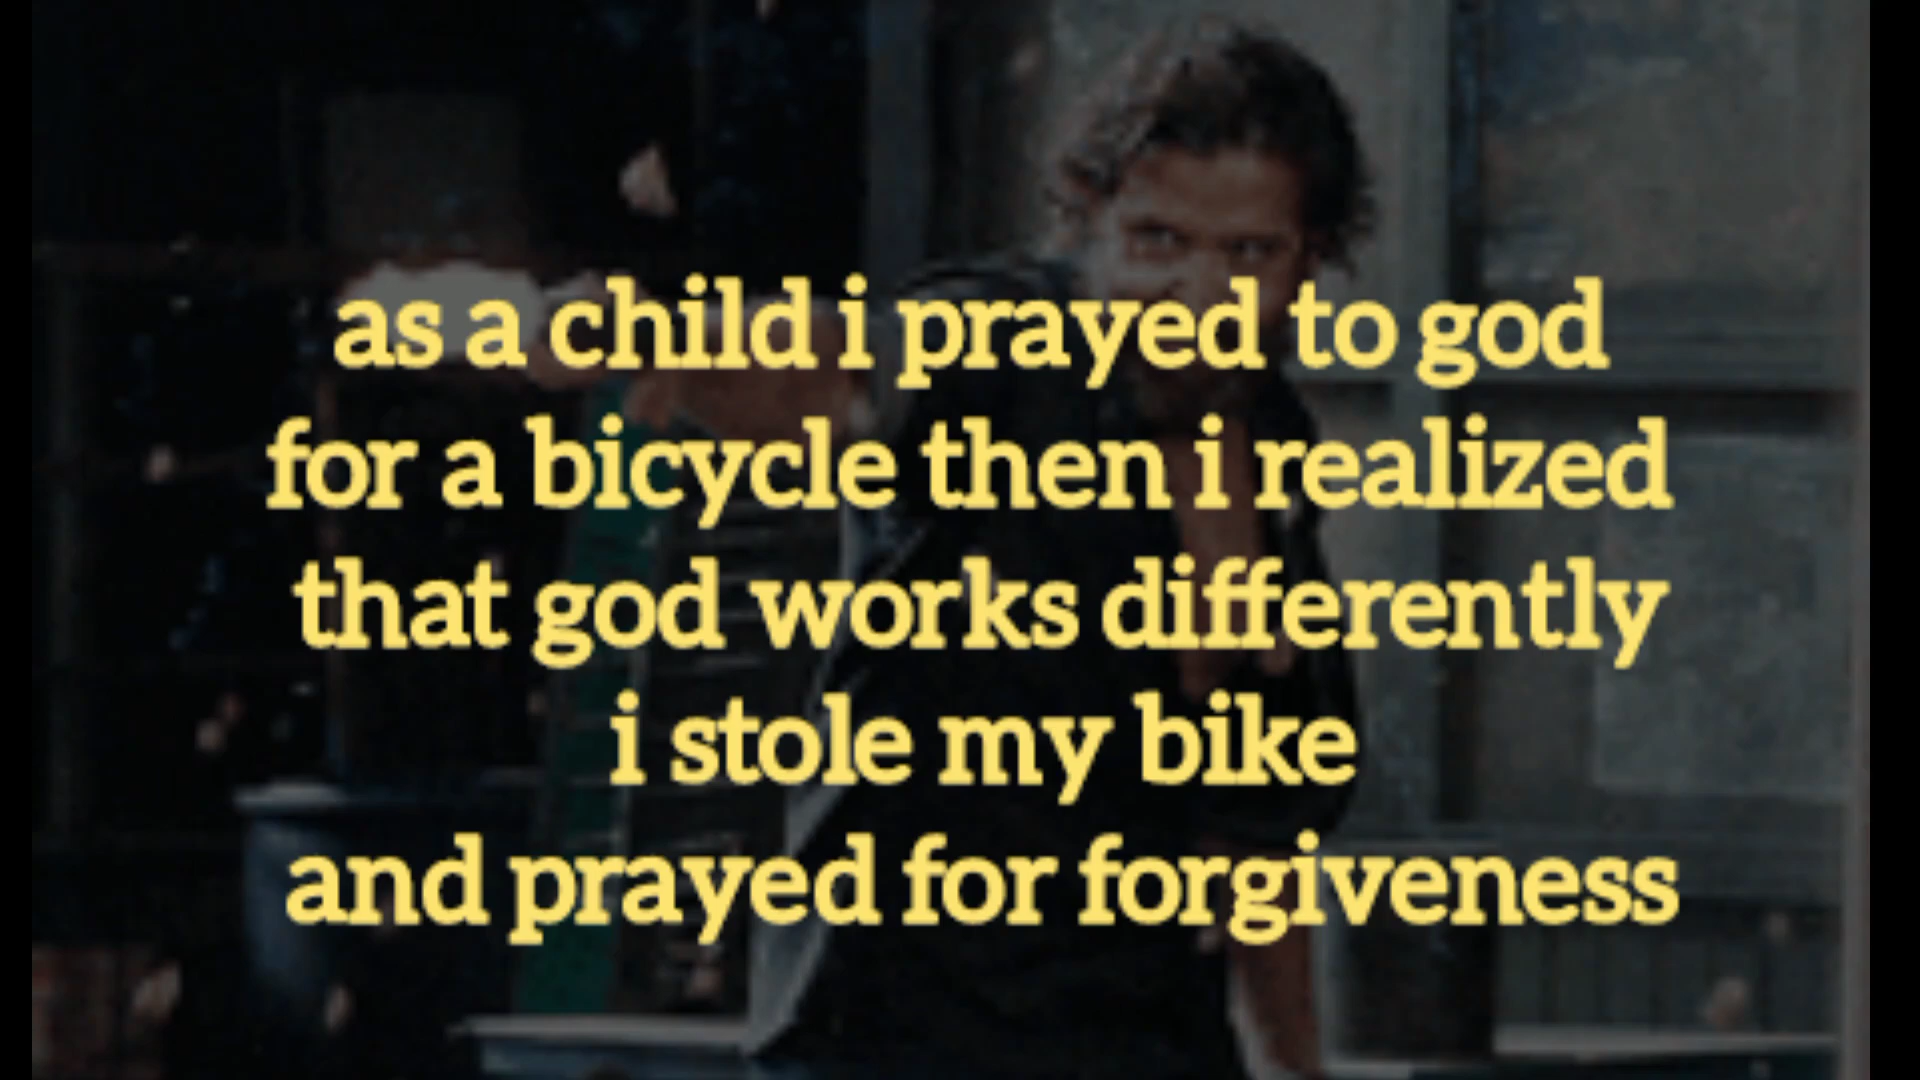 as a child i prayed to god
for a bicycle then i realized
that god works differently
i stole my bike
and prayed for forgiveness